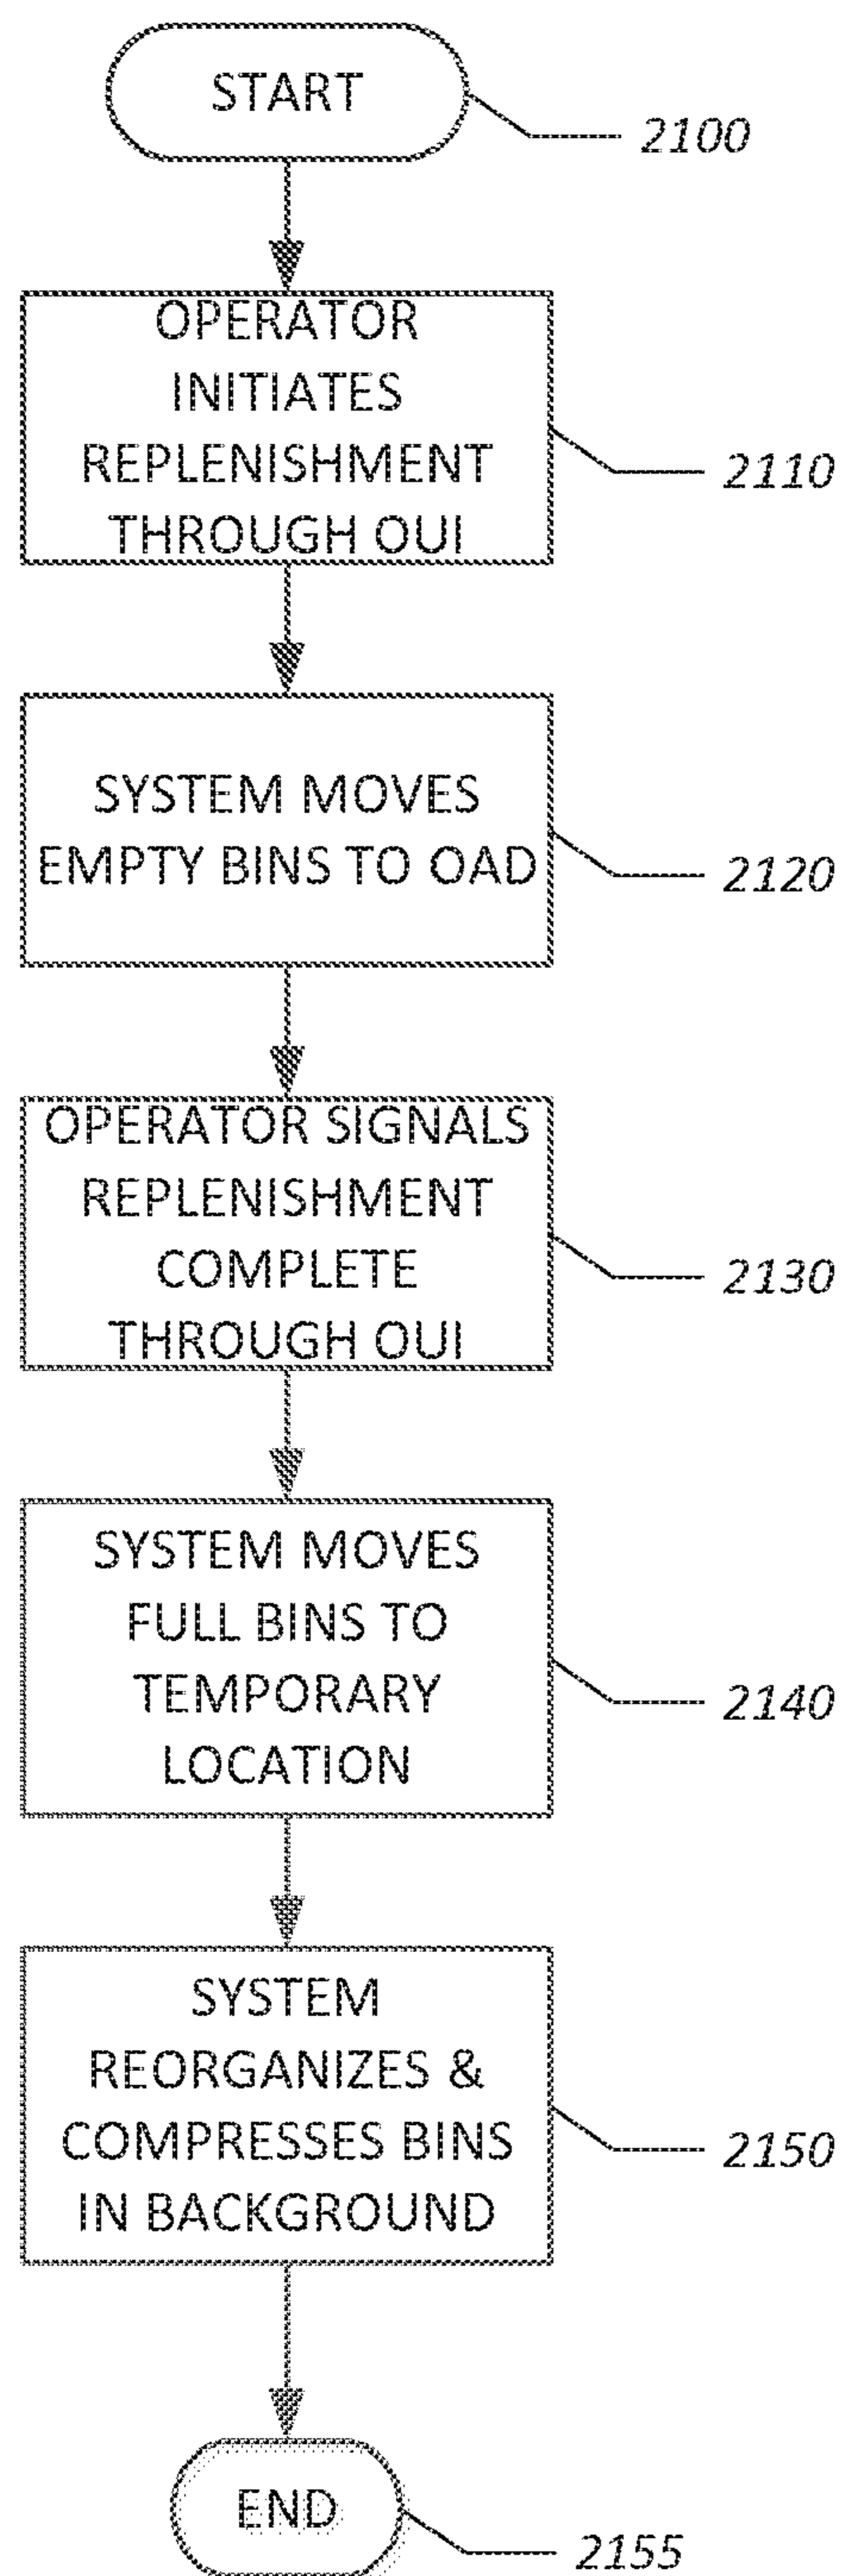 START
2100
OPERATOR
INITIATES
REPLENISHMENT
THROUGH OUI
2110
SYSTEM MOVES
EMPTY BINS TO OAD
2120
OPERATOR SIGNALS
REPLENISHMENT
COMPLETE
THROUGH OUI
2130
SYSTEM MOVES
FULL BINS TO
TEMPORARY
LOCATION
2140
SYSTEM
REORGANIZES &
COMPRESSES BINS
IN BACKGROUND
2150
END
2155